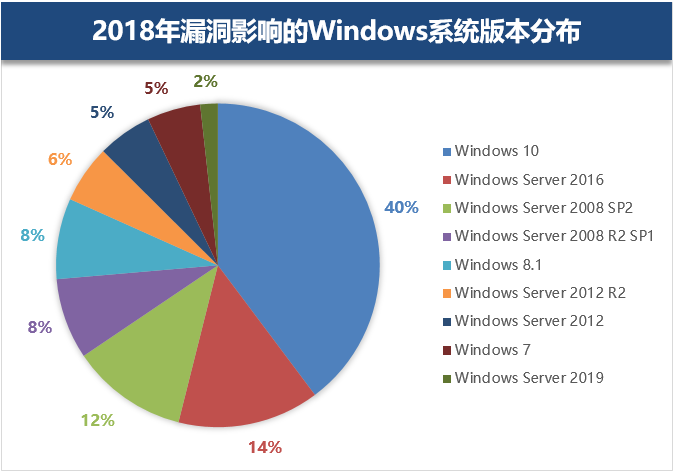 2018年漏洞影响的Windows系统版本分布
2%
5%
5%
6%
8%
8%
12%
14%
40%
Windows 10
Windows Server 2016
Windows Server 2008 SP2
Windows Server 2008 R2 SP1
Windows 8.1
Windows Server 2012 R2
Windows Server 2012
Windows 7
Windows Server 2019